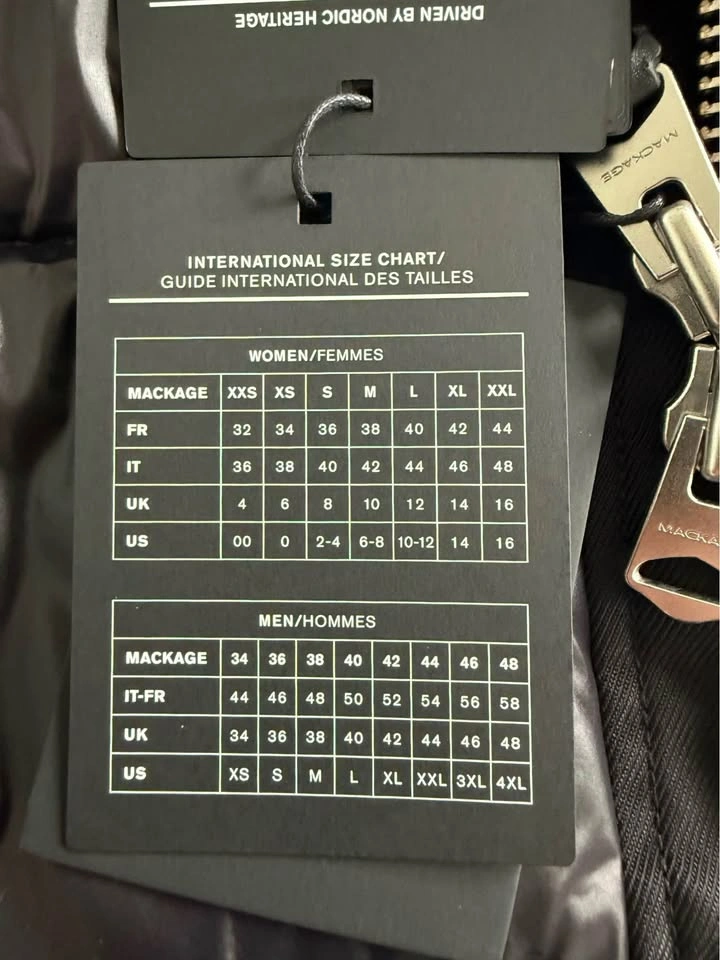 DRIVEN BY NORDIC HERITAGE
MACKAGE
INTERNATIONAL SIZE CHART/
GUIDE INTERNATIONAL DES TAILLES
WOMEN/FEMMES
MACKAGE XXS XS S M L XL XXL
FR 32 34 36 38 40 42 44
IT 36 38 40 42 44 46 48
UK 4 6 8 10 12 14 16
US 00 0 2-4 6-8 10-12 14 16
MACKA
MEN/HOMMES
MACKAGE 34 36 38 40 42 44 46 48
IT-FR 44 46 48 50 52 54 56 58
UK 34 36 38 40 42 44 46 48
US XS S M L XL XXL 3XL 4XL